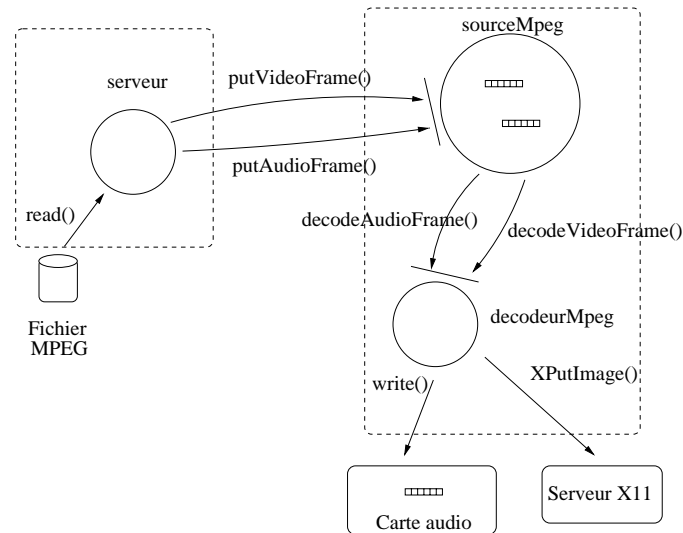 sourceMpeg
serveur
putVideoFrame()
putAudioFrame()
read()
decodeAudioFrame()
decodeVideoFrame()
Fichier
MPEG
decodeurMpeg
write()
XPutImage()
Carte audio
Serveur X11